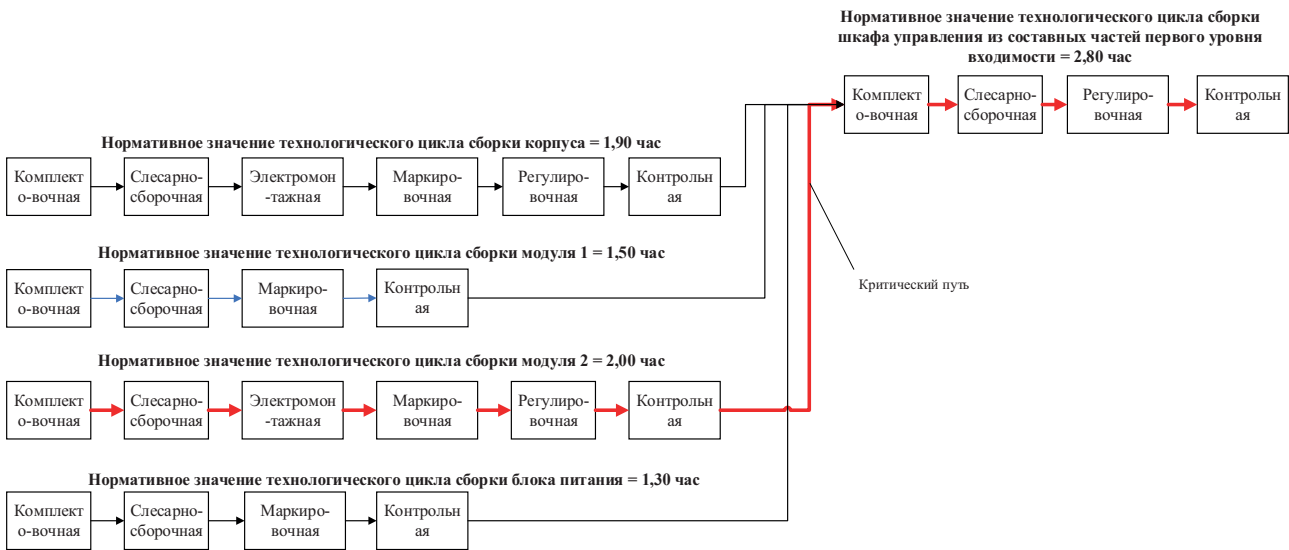 Нормативное значение технологического цикла сборки
шкафа управления из составных частей первого уровня
входимости = 2,80 час
Комплект
о-вочная
Слесарно-
сборочная
Регулиро-
вочная
Контрольн
ая
Нормативное значение технологического цикла сборки корпуса = 1,90 час
Комплект
о-вочная
Слесарно-
сборочная
Электромон
-тажная
Маркиро-
вочная
Регулиро-
вочная
Контрольн
ая
Нормативное значение технологического цикла сборки модуля 1 = 1,50 час
Комплект
о-вочная
Слесарно-
сборочная
Маркиро-
вочная
Контрольн
ая
Критический путь
Нормативное значение технологического цикла сборки модуля 2 = 2,00 час
Комплект
о-вочная
Слесарно-
сборочная
Электромон
-тажная
Маркиро-
вочная
Регулиро-
вочная
Контрольн
ая
Нормативное значение технологического цикла сборки блока питания = 1,30 час
Комплект
о-вочная
Слесарно-
сборочная
Маркиро-
вочная
Контрольн
ая